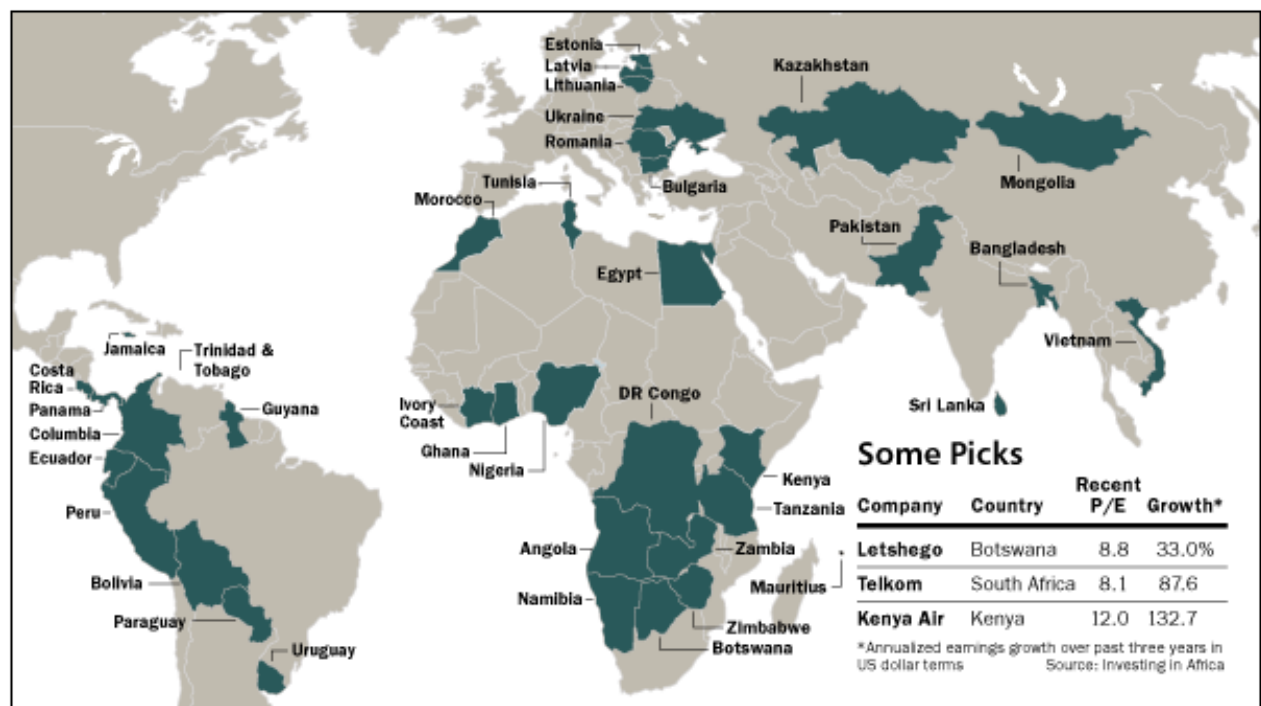 Estonia
Latvia
Lithuania
Kazakhstan
Ukraine
Romania
Tunisia
Bulgaria
Mongolia
Morocco
Pakistan
Bangladesh
Egypt
Jamaica
Trinidad &
Tobago
Vietnam
Costa
Rica
Panama
Guyana
Columbia
Ecuador
Peru
Bolivia
Paraguay
Uruguay
Ivory
Coast
Ghana
Nigeria
DR Congo
Sri Lanka
Kenya
Tanzania
Angola
Zambia
Mauritius
Namibia
Zimbabwe
Botswana
Some Picks
Company Country Recent P/E Growth*
Letshego Botswana 8.8 33.0%
Telkom South Africa 8.1 87.6
Kenya Air Kenya 12.0 132.7
*Annualized earnings growth over past three years in
US dollar terms Source: Investing in Africa